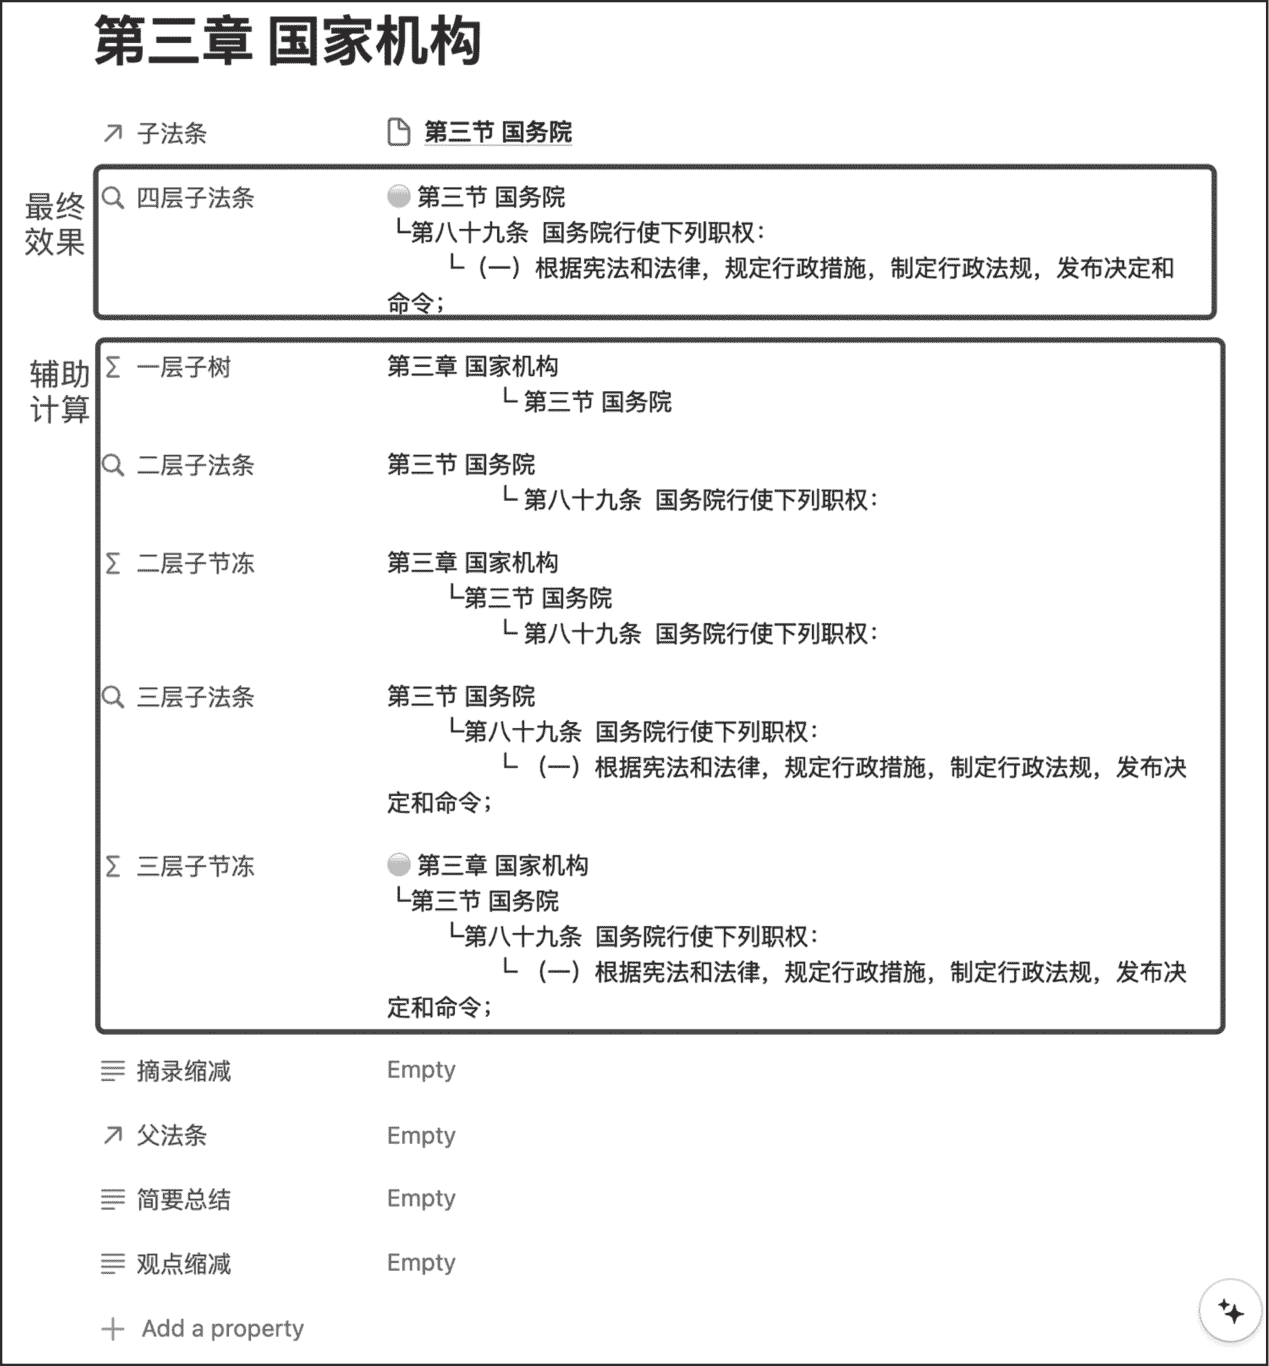 第三章 国家机构
子法条 第三节 国务院
最终
效果
四层子法条 第三节 国务院
└第八十九条 国务院行使下列职权：
└（一）根据宪法和法律，规定行政措施，制定行政法规，发布决定和
命令；
辅助
计算
一层子树 第三章 国家机构
└ 第三节 国务院
二层子法条 第三节 国务院
└ 第八十九条 国务院行使下列职权：
二层子节冻 第三章 国家机构
└第三节 国务院
└ 第八十九条 国务院行使下列职权：
三层子法条 第三节 国务院
└第八十九条 国务院行使下列职权：
└ （一）根据宪法和法律，规定行政措施，制定行政法规，发布决
定和命令；
三层子节冻 第三章 国家机构
└第三节 国务院
└第八十九条 国务院行使下列职权：
└ （一）根据宪法和法律，规定行政措施，制定行政法规，发布决
定和命令；
摘录缩减 Empty
父法条 Empty
简要总结 Empty
观点缩减 Empty
Add a property